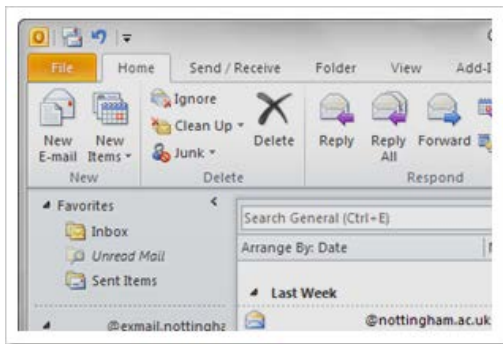 File Home Send / Receive Folder View Add-I
Ignore
Clean Up
Junk
New E-mail
New Items
Delete
Reply
Reply All
Forward
New Delete Respond
Favorites
Search General (Ctrl+E)
Inbox
Arrange By: Date
Unread Mail
Sent Items
Last Week
@exmail.nottingha
@nottingham.ac.uk